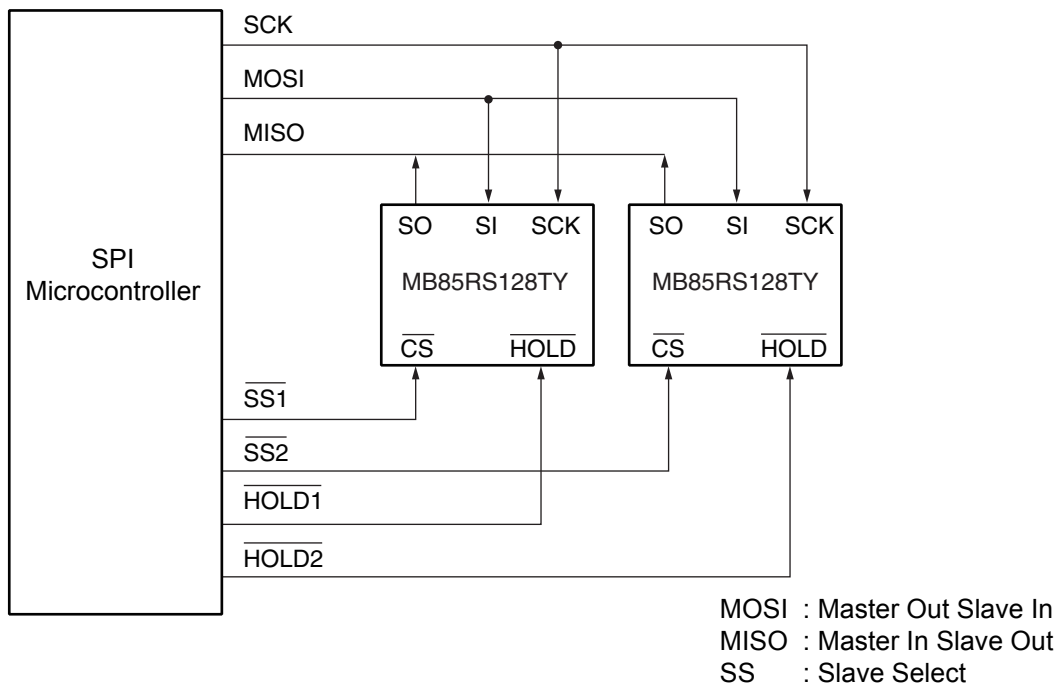 SCK
MOSI
MISO
SPI
Microcontroller
SO SI SCK
MB85RS128TY
CS HOLD
SO SI SCK
MB85RS128TY
CS HOLD
SS1
SS2
HOLD1
HOLD2
MOSI : Master Out Slave In
MISO : Master In Slave Out
SS : Slave Select